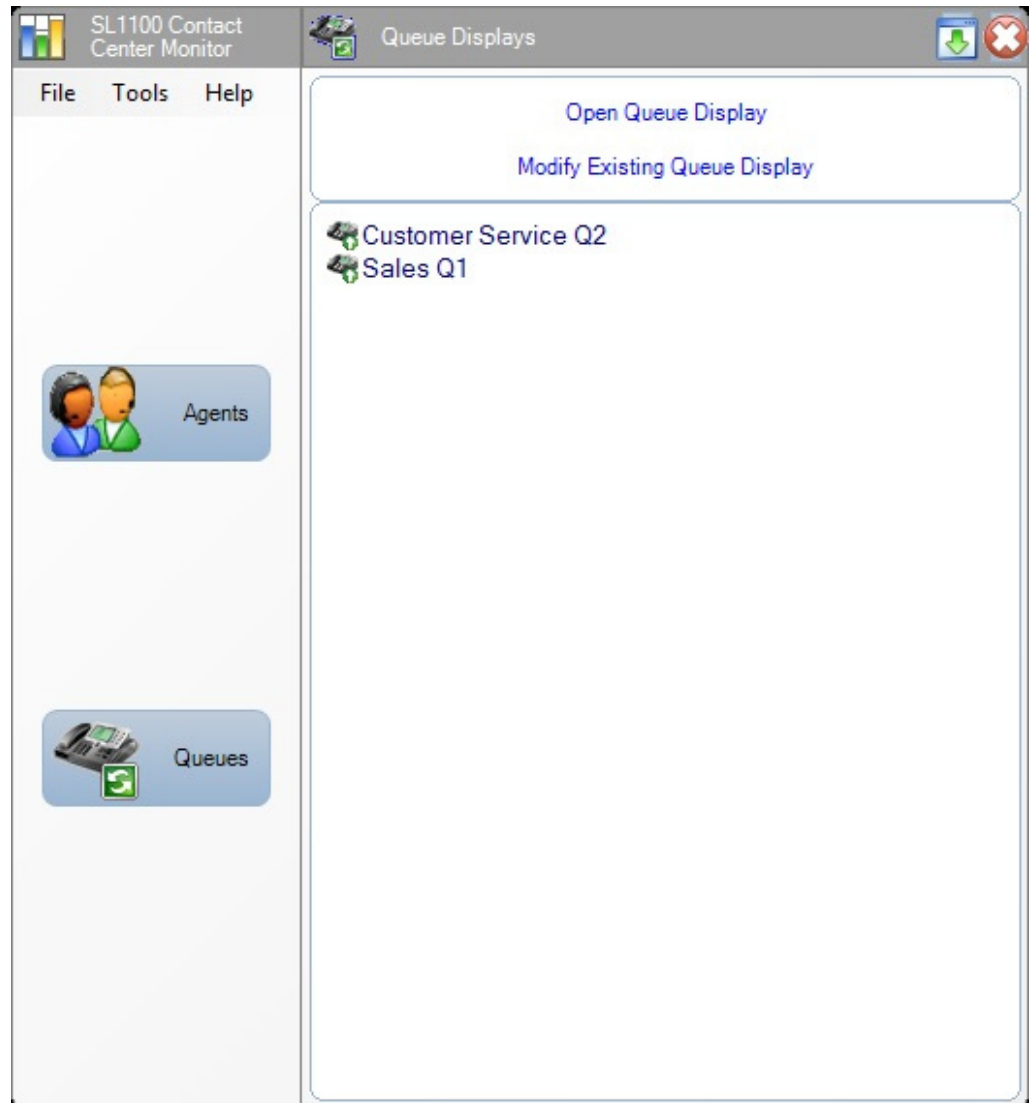 SL1100 Contact
Center Monitor
Queue Displays
File Tools Help
Open Queue Display
Modify Existing Queue Display
Customer Service Q2
Sales Q1
Agents
Queues